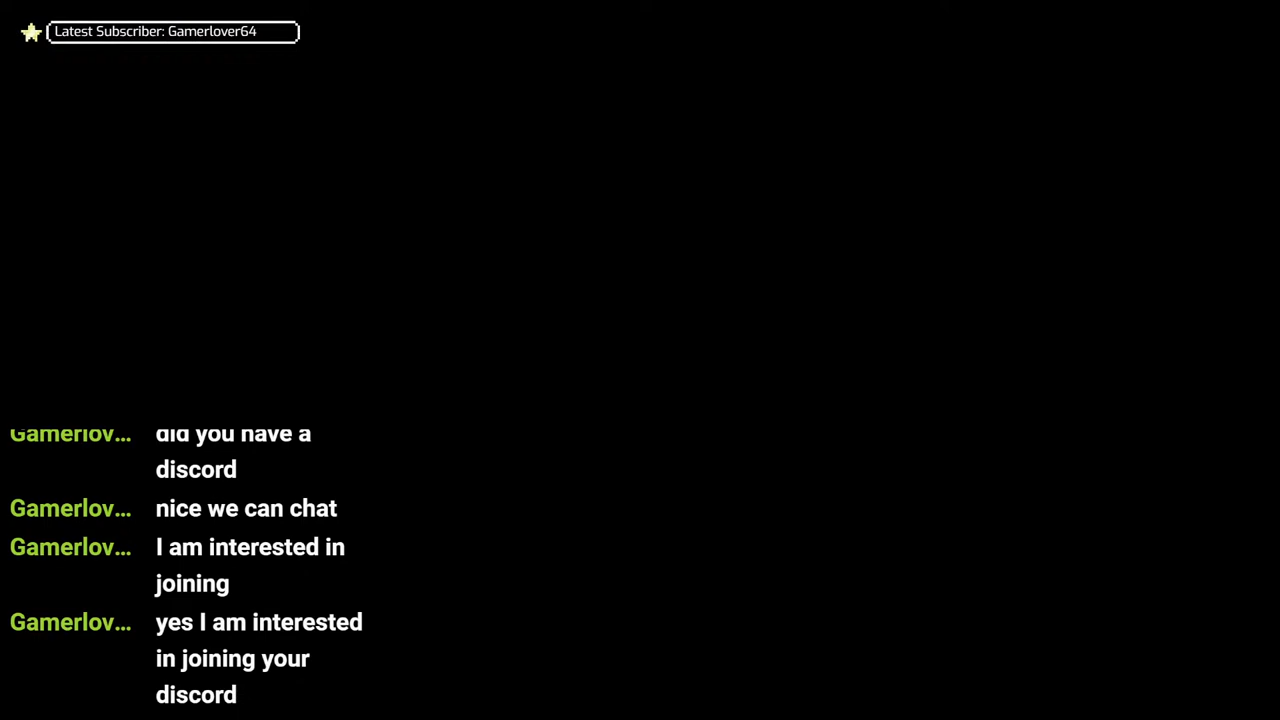 Latest Subscriber: Gamerlover64
Gamerlov... did you have a
discord
Gamerlov... nice we can chat
Gamerlov... I am interested in
joining
Gamerlov... yes I am interested
in joining your
discord